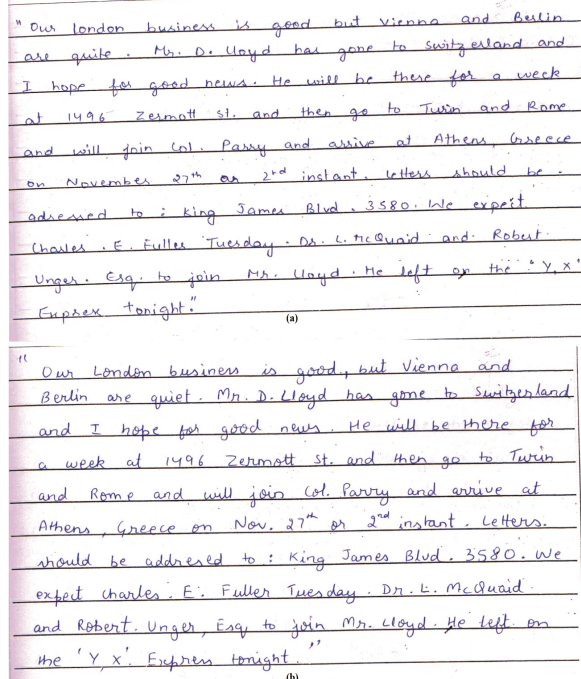 " Our london business is good but Vienna and Berlin
are quite. Mr. D. lloyd has gone to switzerland and
I hope for good news. He will be there for a week
at 1496 Zermott st. and then go to Turin and Rome
and will join Col. Parry and arrive at Athens, Greece
on November 27th or 2nd instant. letters should be.
adressed to : king James Blvd. 3580. We expect
Charles. E. Fuller Tuesday. Dr. L. McQuaid and Robert.
Unger. Esq. to join Mr. lloyd. He left on the 'Y, X'
Express tonight."
(a)
" Our London business is good, but Vienna and
Berlin are quiet. Mr. D. Lloyd has gone to Switzerland
and I hope for good news. He will be there for
a week at 1496 Zermott St. and then go to Turin
and Rome and will join Col. Parry and arrive at
Athens, Greece on Nov. 27th or 2nd instant. Letters.
should be addresed to : King James Blvd. 3580. We
expect charles. E. Fuller Tuesday. Dr. L. McQuaid
and Robert. Unger, Esq, to join Mr. Lloyd. He left on
the 'Y, X'. Express tonight."
(b)